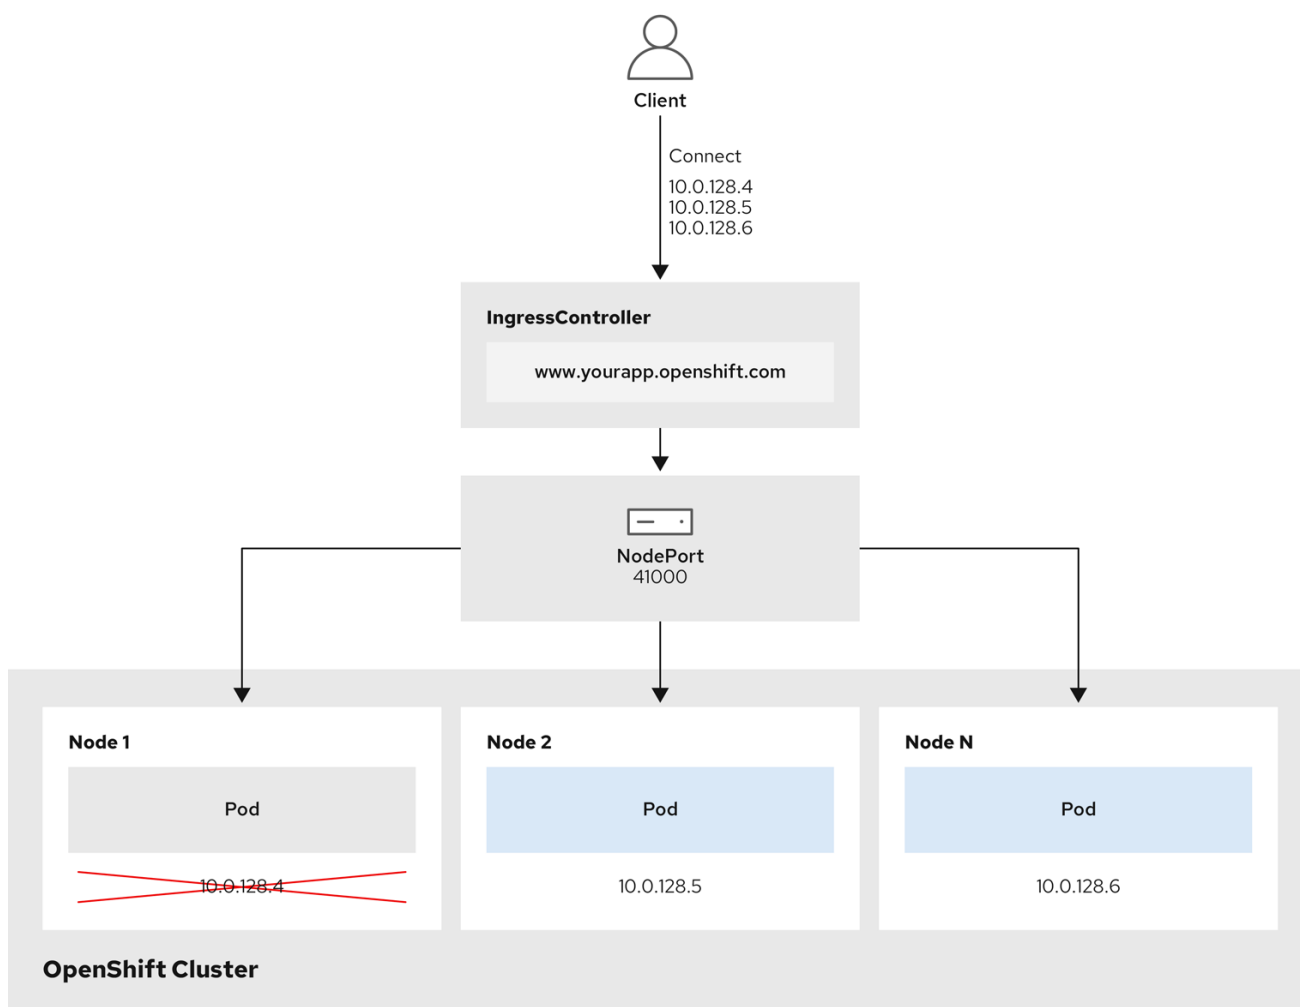 Client
Connect
10.0.128.4
10.0.128.5
10.0.128.6
IngressController
www.yourapp.openshift.com
NodePort
41000
Node 1
Pod
10.0.128.4
Node 2
Pod
10.0.128.5
Node N
Pod
10.0.128.6
OpenShift Cluster